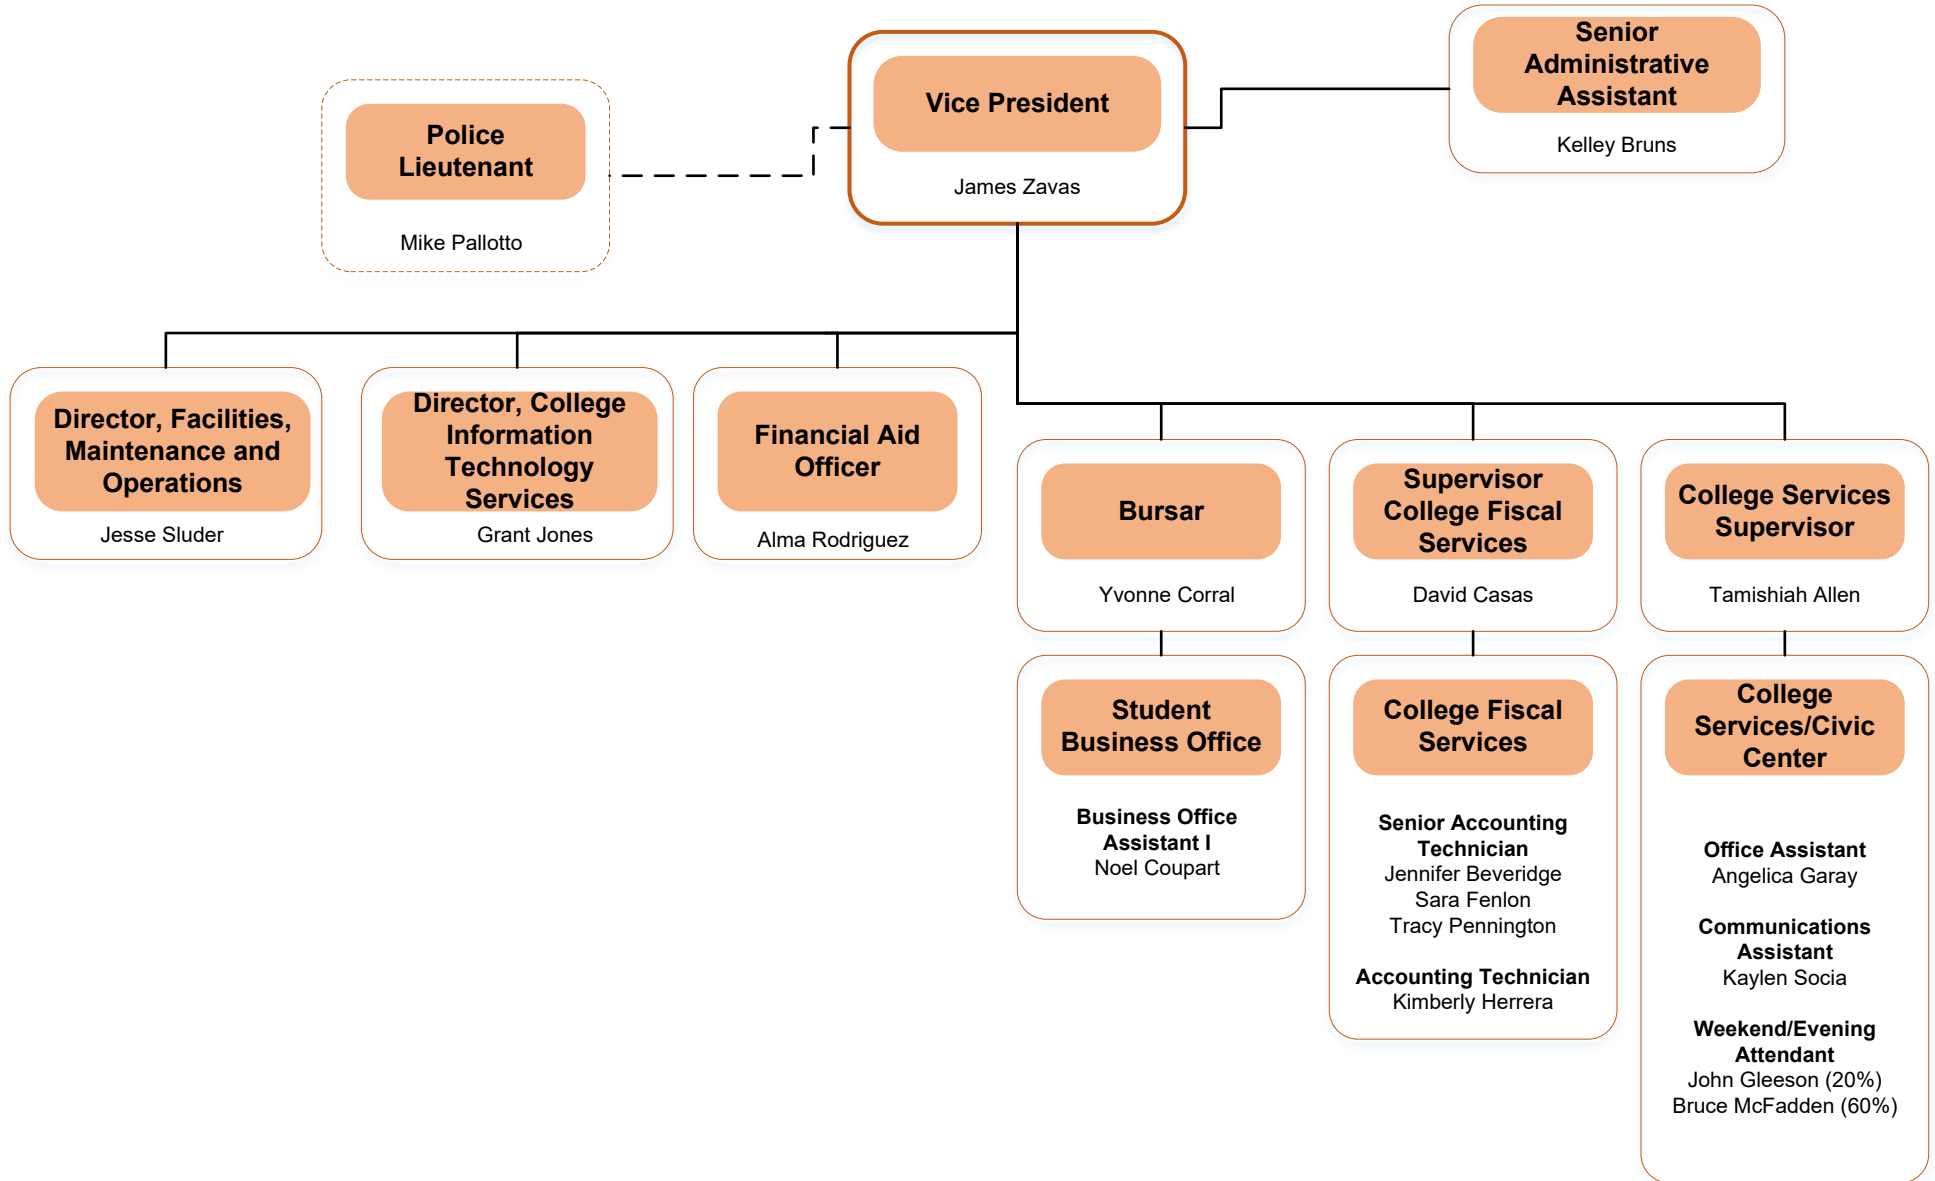 Senior
Administrative
Assistant
Kelley Bruns
Vice President
James Zavas
Police
Lieutenant
Mike Pallotto
Director, Facilities,
Maintenance and
Operations
Jesse Sluder
Director, College
Information
Technology
Services
Grant Jones
Financial Aid
Officer
Alma Rodriguez
Bursar
Yvonne Corral
Supervisor
College Fiscal
Services
David Casas
College Services
Supervisor
Tamishiah Allen
Student
Business Office
Business Office
Assistant I
Noel Coupart
College Fiscal
Services
Senior Accounting
Technician
Jennifer Beveridge
Sara Fenlon
Tracy Pennington
Accounting Technician
Kimberly Herrera
College
Services/Civic
Center
Office Assistant
Angelica Garay
Communications
Assistant
Kaylen Socia
Weekend/Evening
Attendant
John Gleeson (20%)
Bruce McFadden (60%)